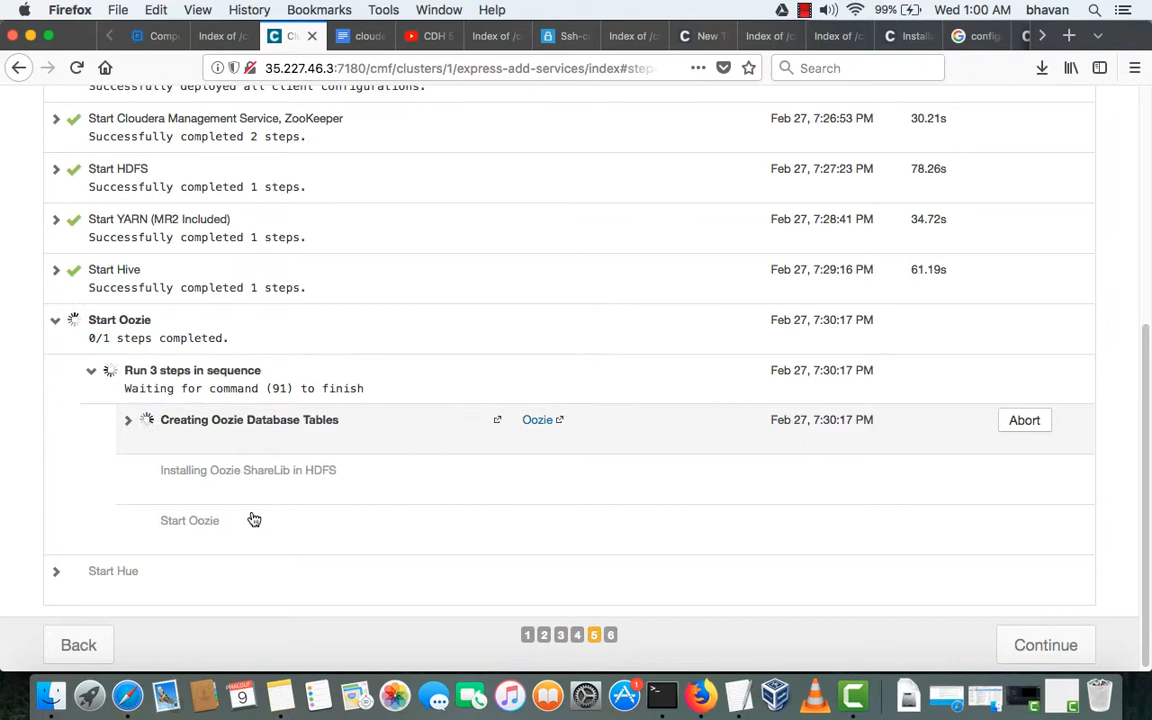 Firefox File Edit View History Bookmarks Tools Window Help 99% Wed 1:00 AM bhavan
Compu Index of /c Cl cloude CDH 5 Index of /c Ssh-c Index of /c New T Index of /c Index of /c Installa config
35.227.46.3:7180/cmf/clusters/1/express-add-services/index#step Search
Successfully deployed all client configurations.
Start Cloudera Management Service, ZooKeeper Feb 27, 7:26:53 PM 30.21s
Successfully completed 2 steps.
Start HDFS Feb 27, 7:27:23 PM 78.26s
Successfully completed 1 steps.
Start YARN (MR2 Included) Feb 27, 7:28:41 PM 34.72s
Successfully completed 1 steps.
Start Hive Feb 27, 7:29:16 PM 61.19s
Successfully completed 1 steps.
Start Oozie Feb 27, 7:30:17 PM
0/1 steps completed.
Run 3 steps in sequence Feb 27, 7:30:17 PM
Waiting for command (91) to finish
Creating Oozie Database Tables Oozie Feb 27, 7:30:17 PM Abort
Installing Oozie ShareLib in HDFS
Start Oozie
Start Hue
Back 1 2 3 4 5 6 Continue